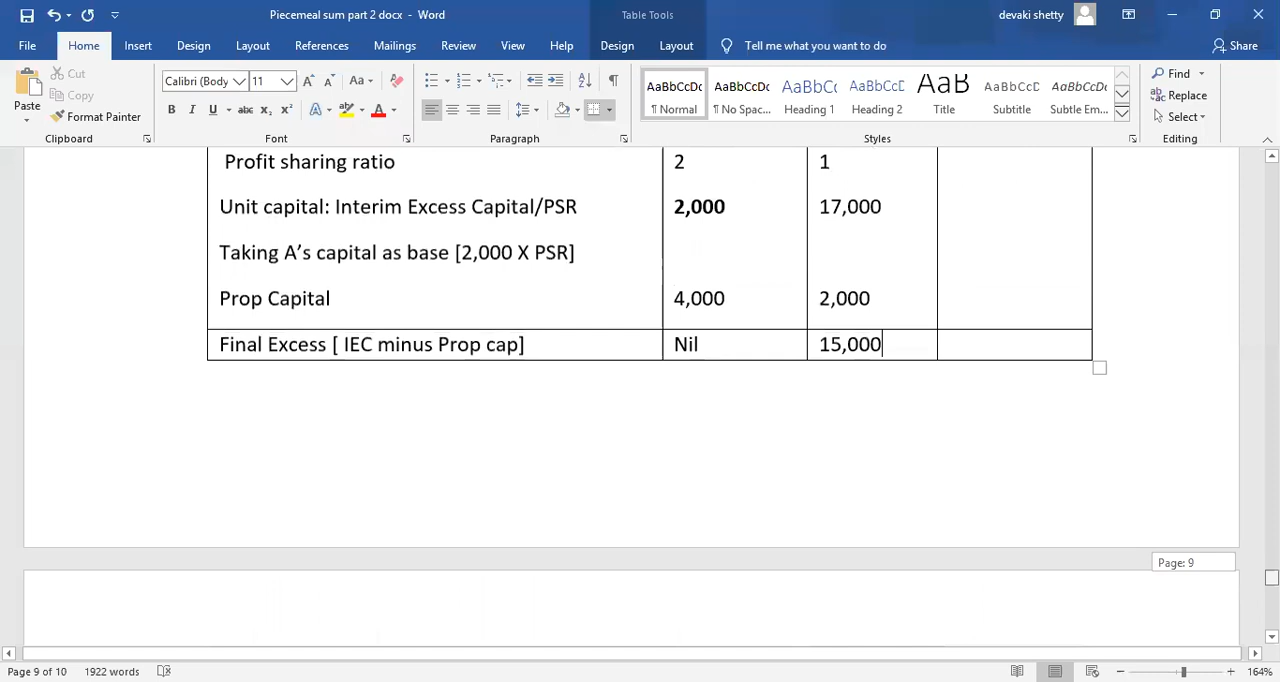 Piecemeal sum part 2 docx - Word
Table Tools
devaki shetty
File Home Insert Design Layout References Mailings Review View Help Design Layout Tell me what you want to do Share
Paste
Cut
Copy
Format Painter
Clipboard
Calibri (Body 11
Aa
B I U abc x₂ x²
A A
Font
Paragraph
AaBbCcDc AaBbCcDc AaBbCc AaBbCcD AaB AaBbCcD AaBbCcDc
¶ Normal ¶ No Spac... Heading 1 Heading 2 Title Subtitle Subtle Em...
Styles
Find
Replace
Select
Editing
Profit sharing ratio 2 1
Unit capital: Interim Excess Capital/PSR 2,000 17,000
Taking A’s capital as base [2,000 X PSR]
Prop Capital 4,000 2,000
Final Excess [ IEC minus Prop cap] Nil 15,000
Page: 9
Page 9 of 10 1922 words 164%